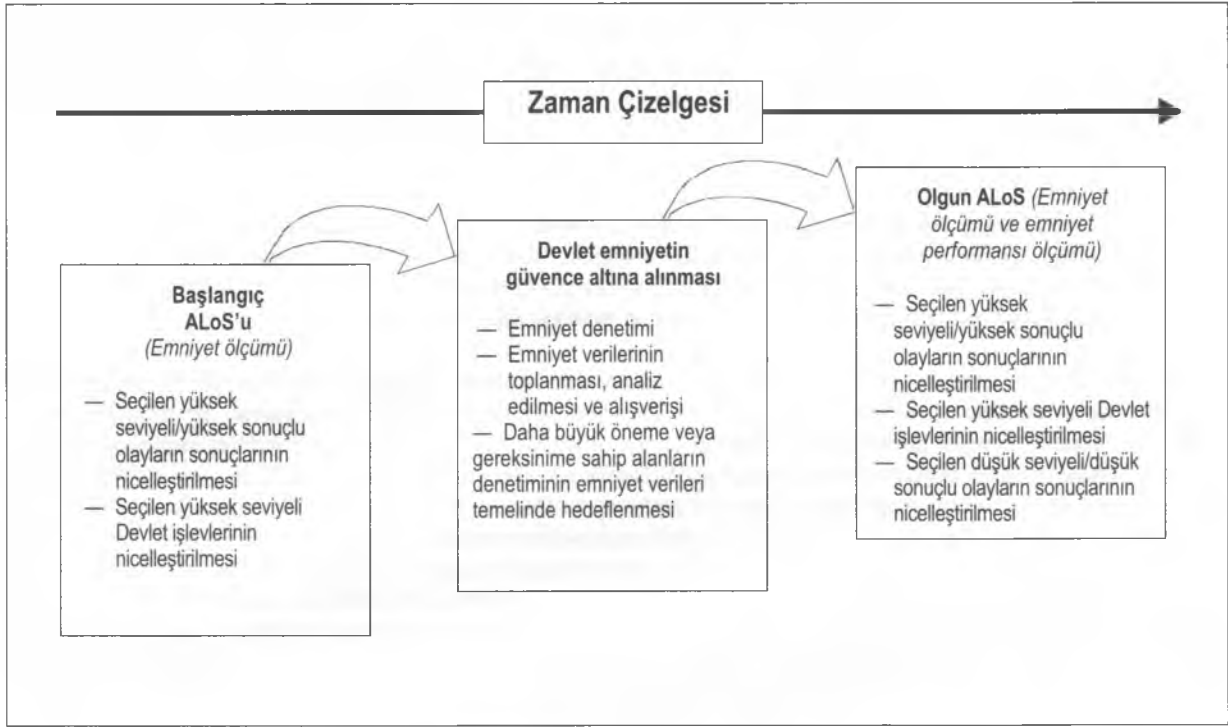 Zaman Çizelgesi
Başlangıç
ALoS'u
(Emniyet ölçümü)
— Seçilen yüksek
seviyeli/yüksek sonuçlu
olayların sonuçlarının
nicelleştirilmesi
— Seçilen yüksek seviyeli
Devlet işlevlerinin
nicelleştirilmesi
Devlet emniyetin
güvence altına alınması
— Emniyet denetimi
— Emniyet verilerinin
toplanması, analiz
edilmesi ve alışverişi
— Daha büyük öneme veya
gereksinime sahip alanların
denetiminin emniyet verileri
temelinde hedeflenmesi
Olgun ALoS (Emniyet
ölçümü ve emniyet
performansı ölçümü)
— Seçilen yüksek
seviyeli/yüksek sonuçlu
olayların sonuçlarının
nicelleştirilmesi
— Seçilen yüksek seviyeli Devlet
işlevlerinin nicelleştirilmesi
— Seçilen düşük seviyeli/düşük
sonuçlu olayların sonuçlarının
nicelleştirilmesi